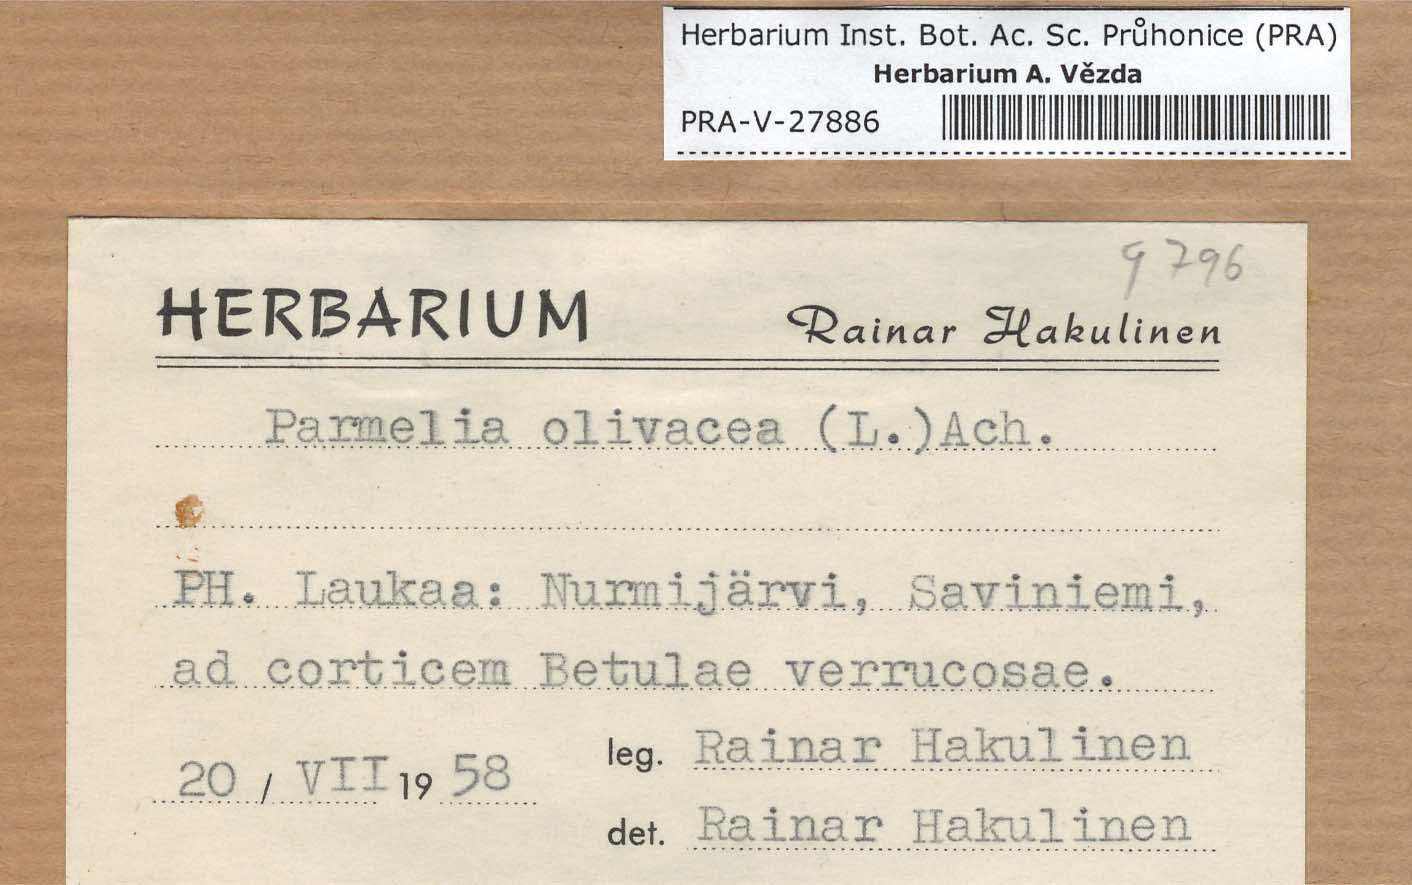 Herbarium Inst. Bot. Ac. Sc. Průhonice (PRA)
Herbarium A. Vězda
PRA-V-27886
9796
HERBARIUM Rainar Hakulinen
Parmelia olivacea (L.)Ach.
PH. Laukaa: Nurmijärvi, Saviniemi,
ad corticem Betulae verrucosae.
20 / VII 19 58 leg. Rainar Hakulinen
det. Rainar Hakulinen